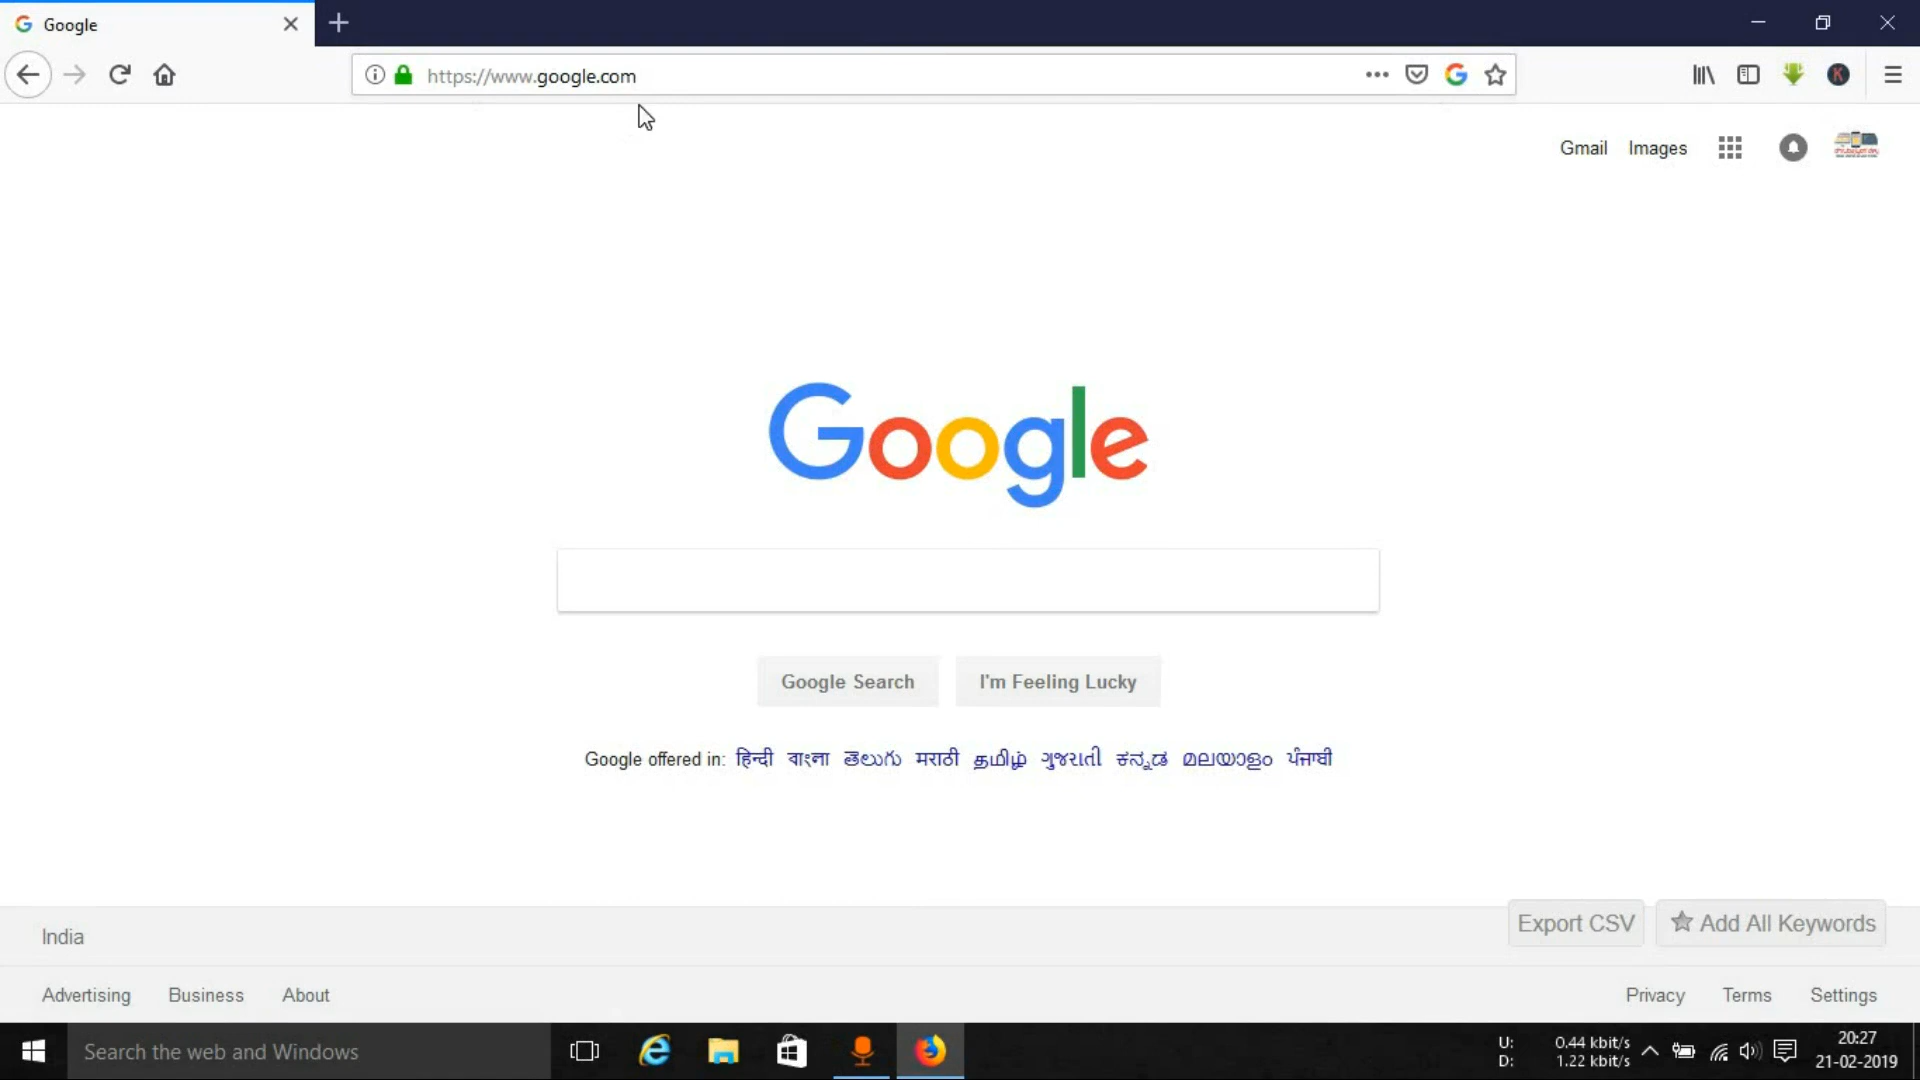 Google
https://www.google.com
K
Gmail Images
Google
Google Search I'm Feeling Lucky
Google offered in: हिन्दी বাংলা తెలుగు मराठी தமிழ் ગુજરાતી ಕನ್ನಡ മലയാളം ਪੰਜਾਬੀ
Export CSV Add All Keywords
India
Advertising Business About Privacy Terms Settings
Search the web and Windows
U: 0.44 kbit/s
D: 1.22 kbit/s
20:27
21-02-2019